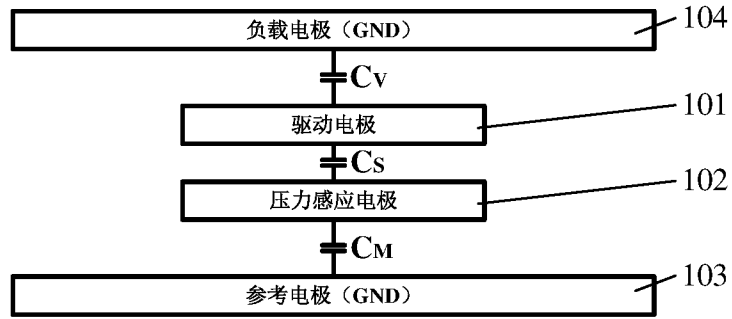 负载电极（GND） 104
CV
驱动电极 101
CS
压力感应电极 102
CM
参考电极（GND） 103